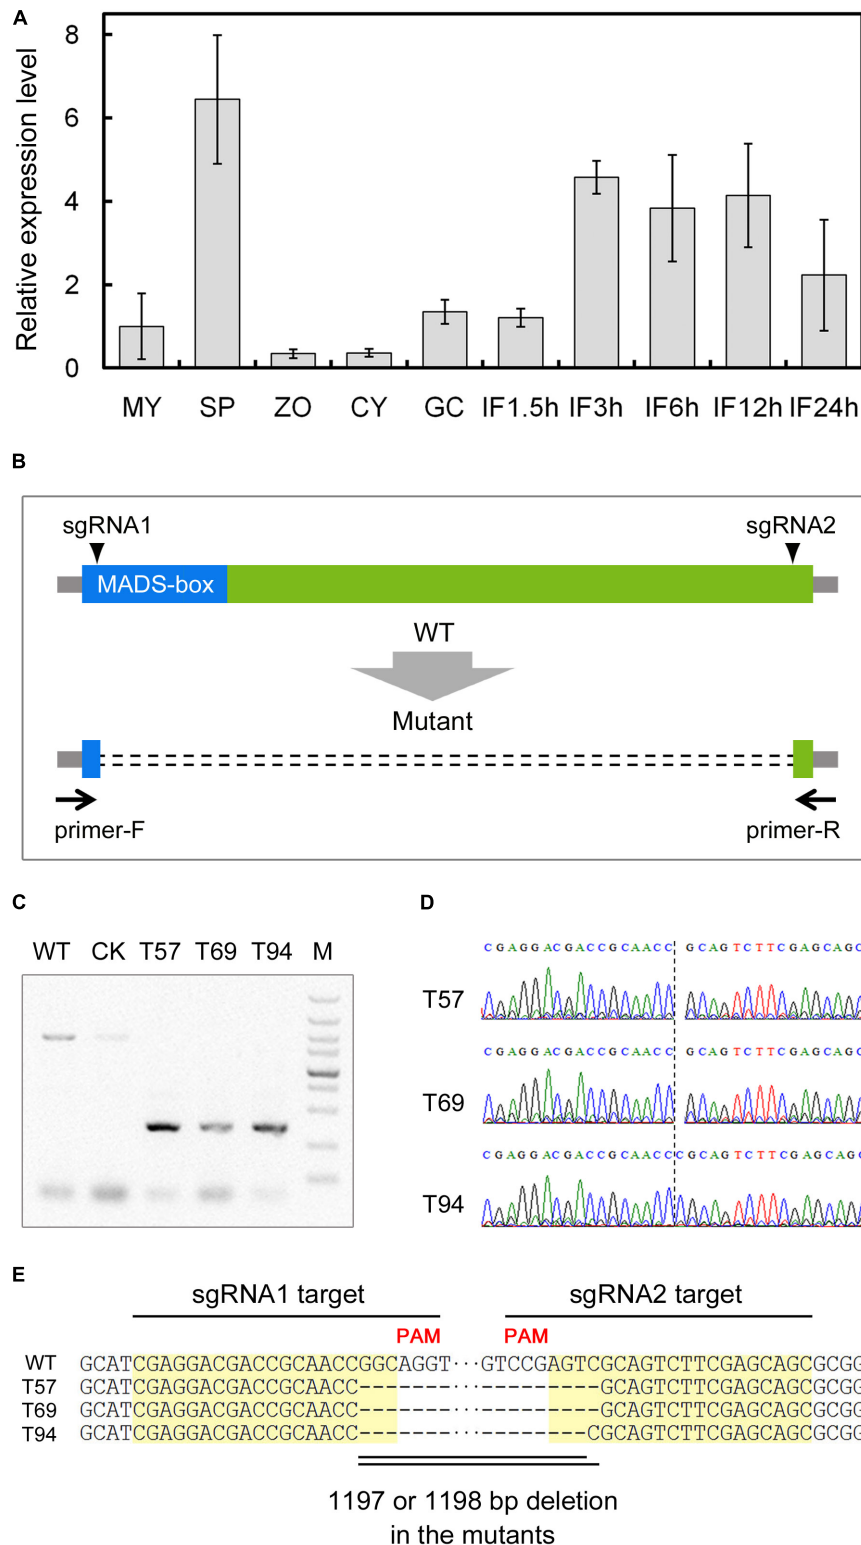 A
Relative expression level
8
6
4
2
0
MY SP ZO CY GC IF1.5h IF3h IF6h IF12h IF24h
B
sgRNA1 sgRNA2
MADS-box
WT
Mutant
primer-F primer-R
C
WT CK T57 T69 T94 M
D
CGAGGACGACCGCAACC GCAGTCTTCGAGCAGC
T57
CGAGGACGACCGCAACC GCAGTCTTCGAGCAGC
T69
CGAGGACGACCGCAACCCGCAGTCTTCGAGCAGC
T94
E
sgRNA1 target sgRNA2 target
PAM PAM
WT GCATCGAGGACGACCGCAACCGGCAGGT···GTCCGAGTCGCAGTCTTCGAGCAGCGCGG
T57 GCATCGAGGACGACCGCAACC-------···---------GCAGTCTTCGAGCAGCGCGG
T69 GCATCGAGGACGACCGCAACC-------···---------GCAGTCTTCGAGCAGCGCGG
T94 GCATCGAGGACGACCGCAACC-------···--------CGCAGTCTTCGAGCAGCGCGG
1197 or 1198 bp deletion
in the mutants